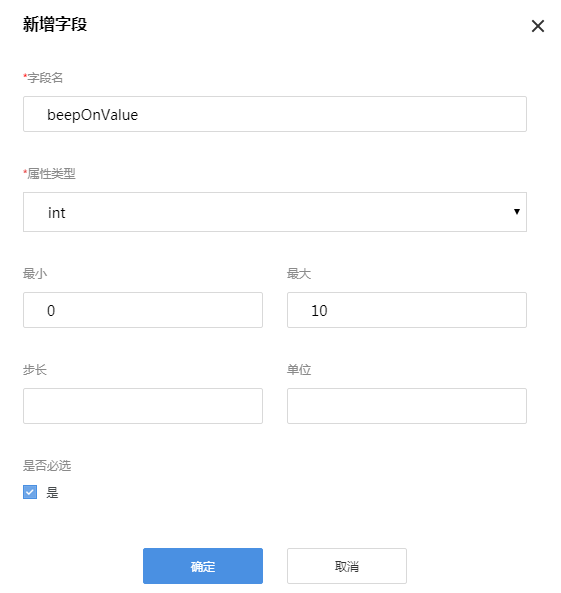 新增字段
*字段名
beepOnValue
*属性类型
int
最小
最大
0
10
步长
单位
是否必选
是
确定
取消